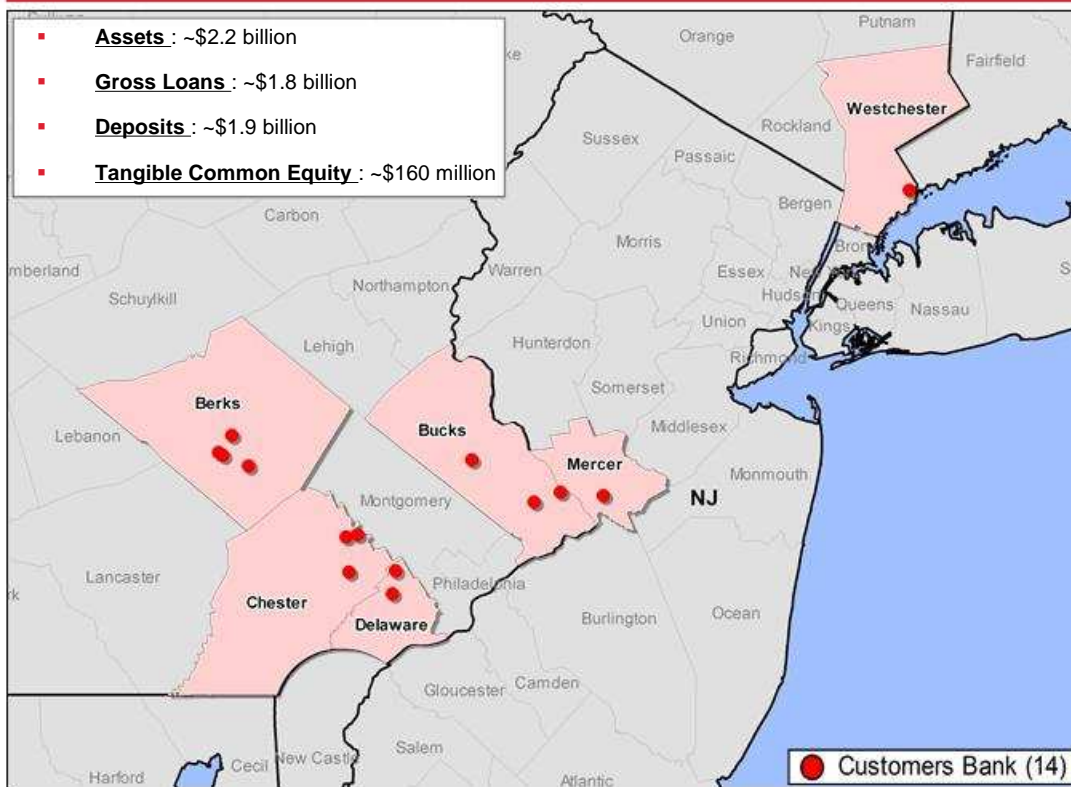 ▪ Assets : ~$2.2 billion
▪ Gross Loans : ~$1.8 billion
▪ Deposits : ~$1.9 billion
▪ Tangible Common Equity : ~$160 million
Putnam
Orange
Fairfield
Westchester
Rockland
Sussex
Passaic
Bergen
Carbon
Morris
Warren
Essex
Northampton
Schuylkill
Hudson
Queens
Nassau
Union
Kings
Hunterdon
Lehigh
Richmond
Somerset
Berks
Middlesex
Bucks
Lebanon
Mercer
Monmouth
NJ
Montgomery
Lancaster
Philadelphia
Chester
Delaware
Burlington
Ocean
Gloucester
Camden
Salem
New Castle
Cecil
Harford
Atlantic
Customers Bank (14)